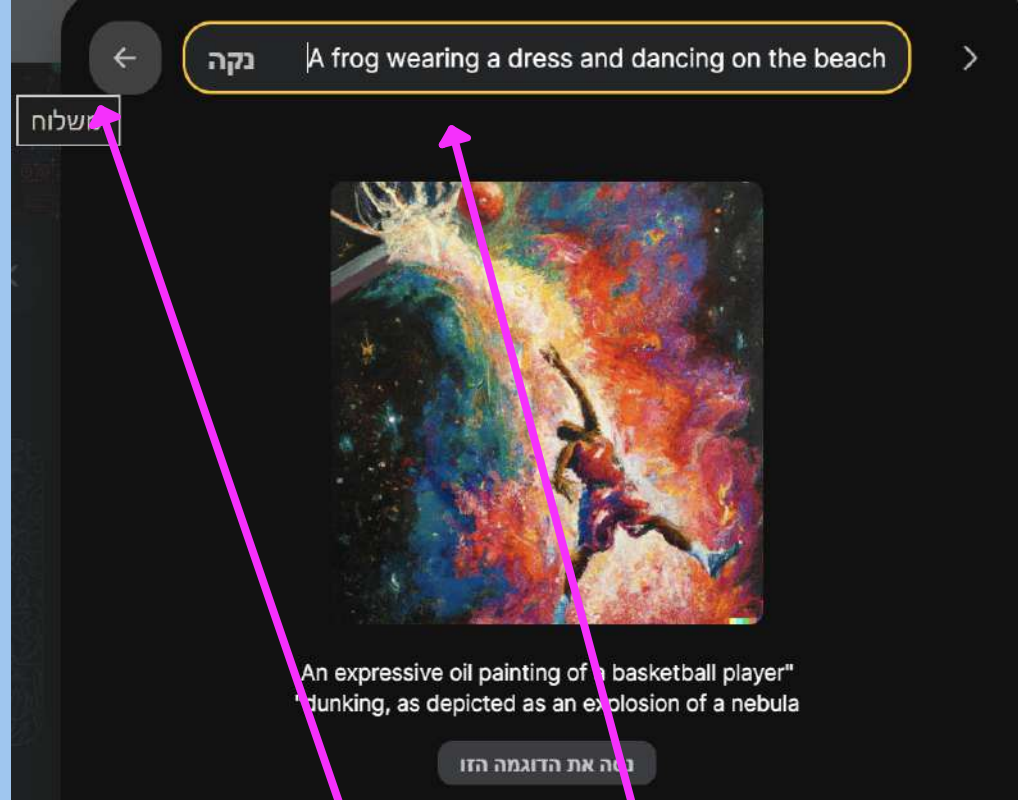 A frog wearing a dress and dancing on the beach
נקה
משלוח
An expressive oil painting of a basketball player"
"dunking, as depicted as an explosion of a nebula
נסה את הדוגמה הזו